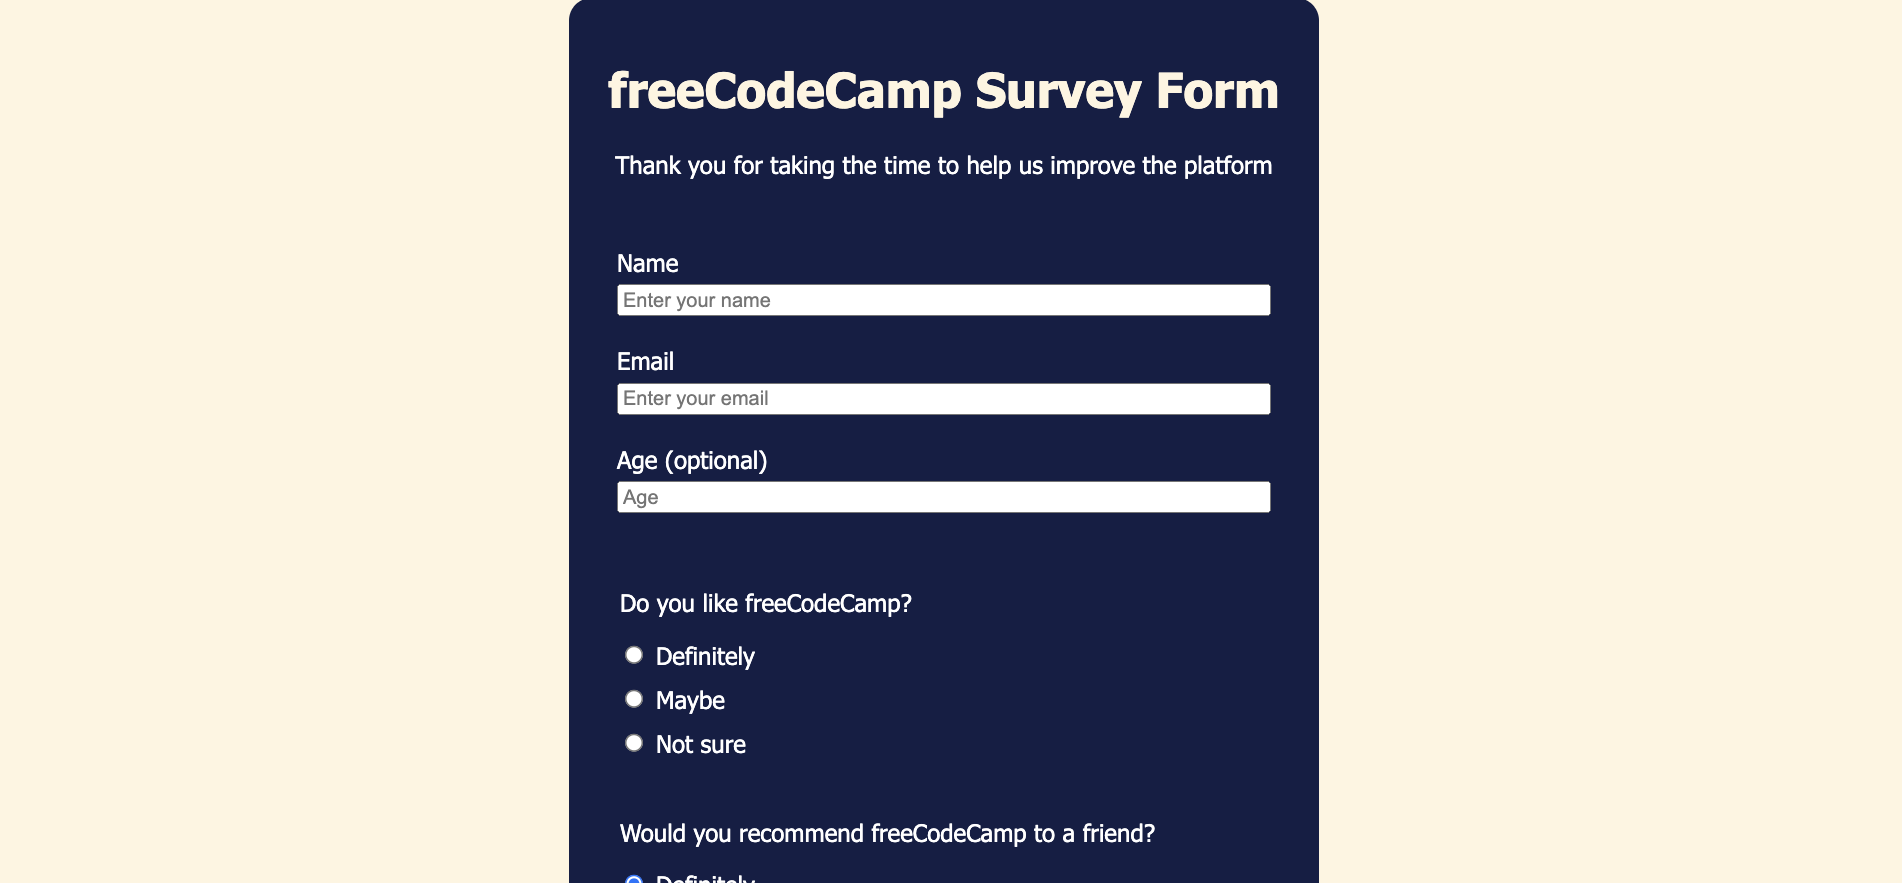 freeCodeCamp Survey Form
Thank you for taking the time to help us improve the platform
Name
Enter your name
Email
Enter your email
Age (optional)
Age
Do you like freeCodeCamp?
Definitely
Maybe
Not sure
Would you recommend freeCodeCamp to a friend?
Definitely